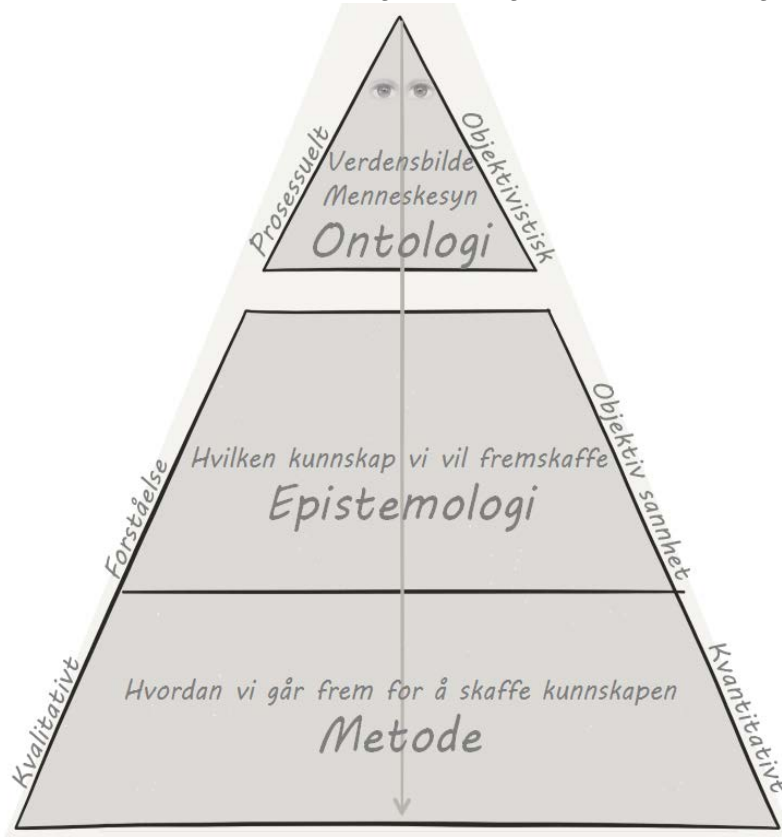 Prosessuelt
Objektivistisk
Verdensbilde
Menneskesyn
Ontologi
Forståelse
Objektiv sannhet
Hvilken kunnskap vi vil fremskaffe
Epistemologi
Kvalitativt
Kvantitativt
Hvordan vi går frem for å skaffe kunnskapen
Metode